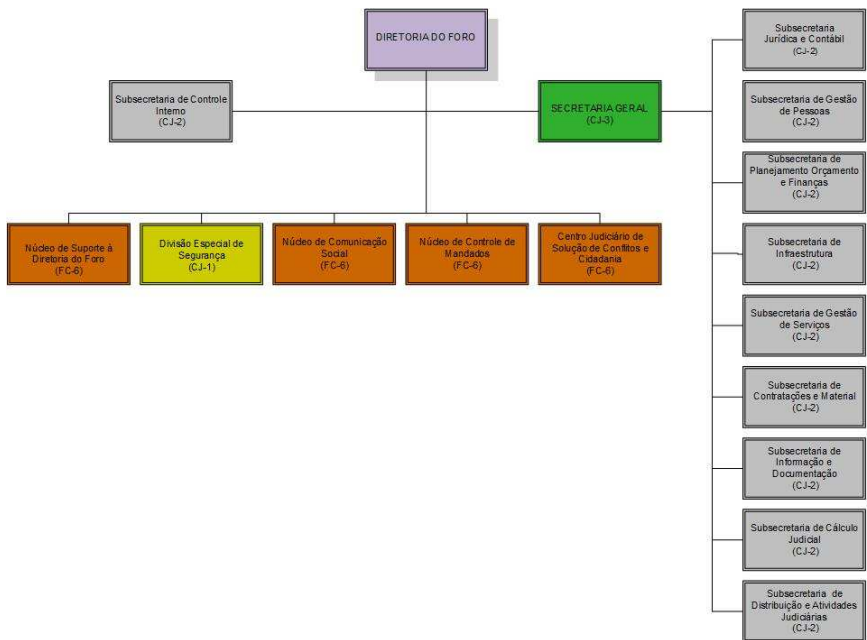 DIRETORIA DO FORO
Subsecretaria de Controle
Interno
(CJ-2)
SECRETARIA GERAL
(CJ-3)
Núcleo de Suporte à
Diretoria do Foro
(FC-6)
Divisão Especial de
Segurança
(CJ-1)
Núcleo de Comunicação
Social
(FC-6)
Núcleo de Controle de
Mandados
(FC-6)
Centro Judiciário de
Solução de Conflitos e
Cidadania
(FC-6)
Subsecretaria
Jurídica e Contábil
(CJ-2)
Subsecretaria de Gestão
de Pessoas
(CJ-2)
Subsecretaria de
Planejamento Orçamento
e Finanças
(CJ-2)
Subsecretaria de
Infraestrutura
(CJ-2)
Subsecretaria de Gestão
de Serviços
(CJ-2)
Subsecretaria de
Contratações e Material
(CJ-2)
Subsecretaria de
Informação e
Documentação
(CJ-2)
Subsecretaria de Cálculo
Judicial
(CJ-2)
Subsecretaria de
Distribuição e Atividades
Judiciárias
(CJ-2)